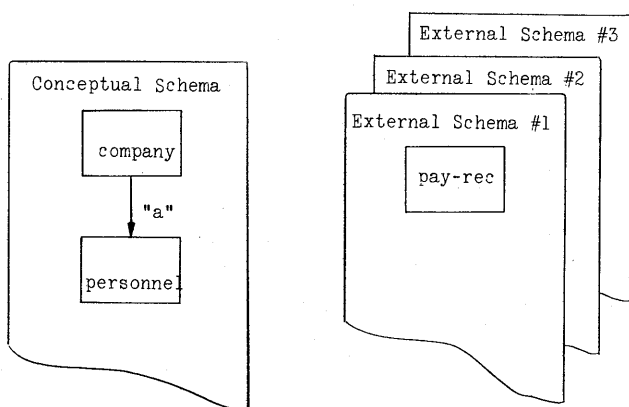 Conceptual Schema
company
"a"
personnel
External Schema #3
External Schema #2
External Schema #1
pay-rec